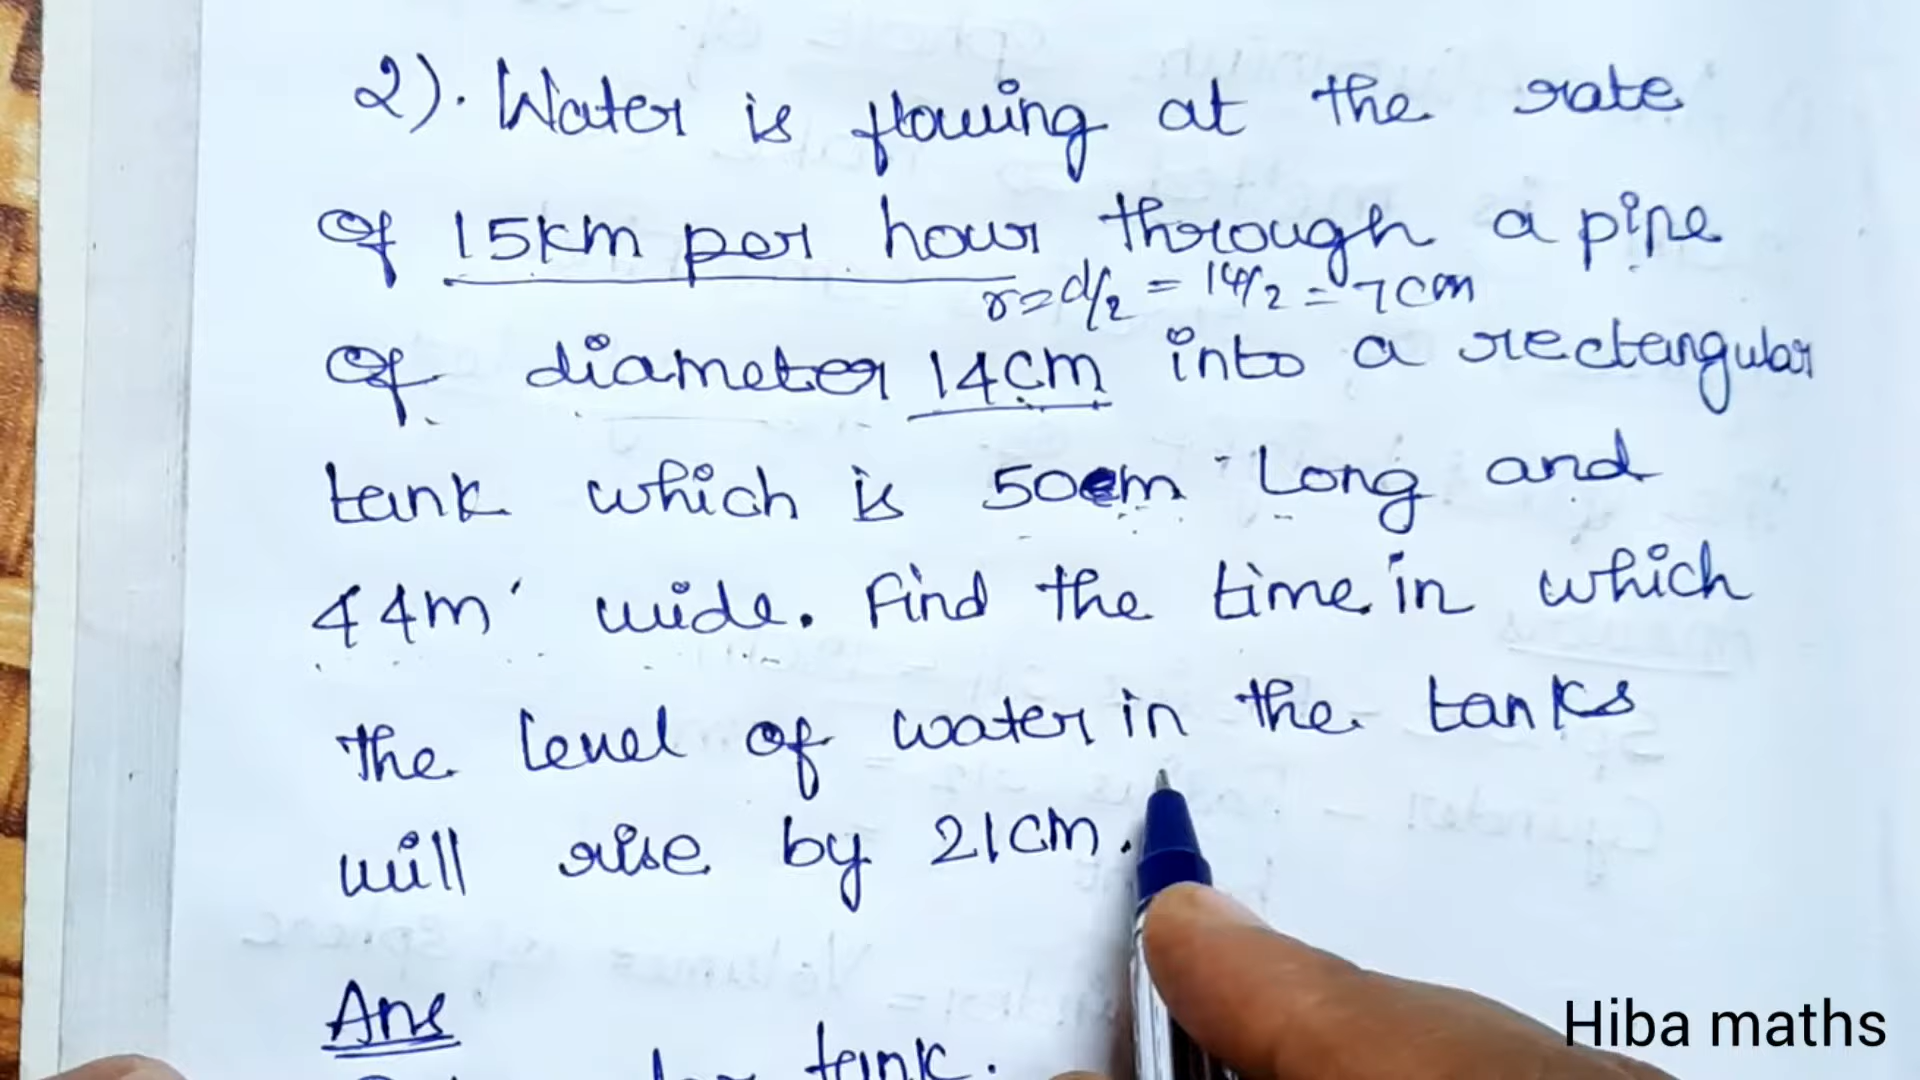 2). Water is flowing at the rate
Of 15km per hour through a pipe
r=d/2 = 14/2 = 7cm
Of diameter 14cm into a rectangular
tank which is 50m Long and
44m wide. Find the time in which
the level of water in the tanks
will rise by 21cm.
Ans
tank.
Hiba maths